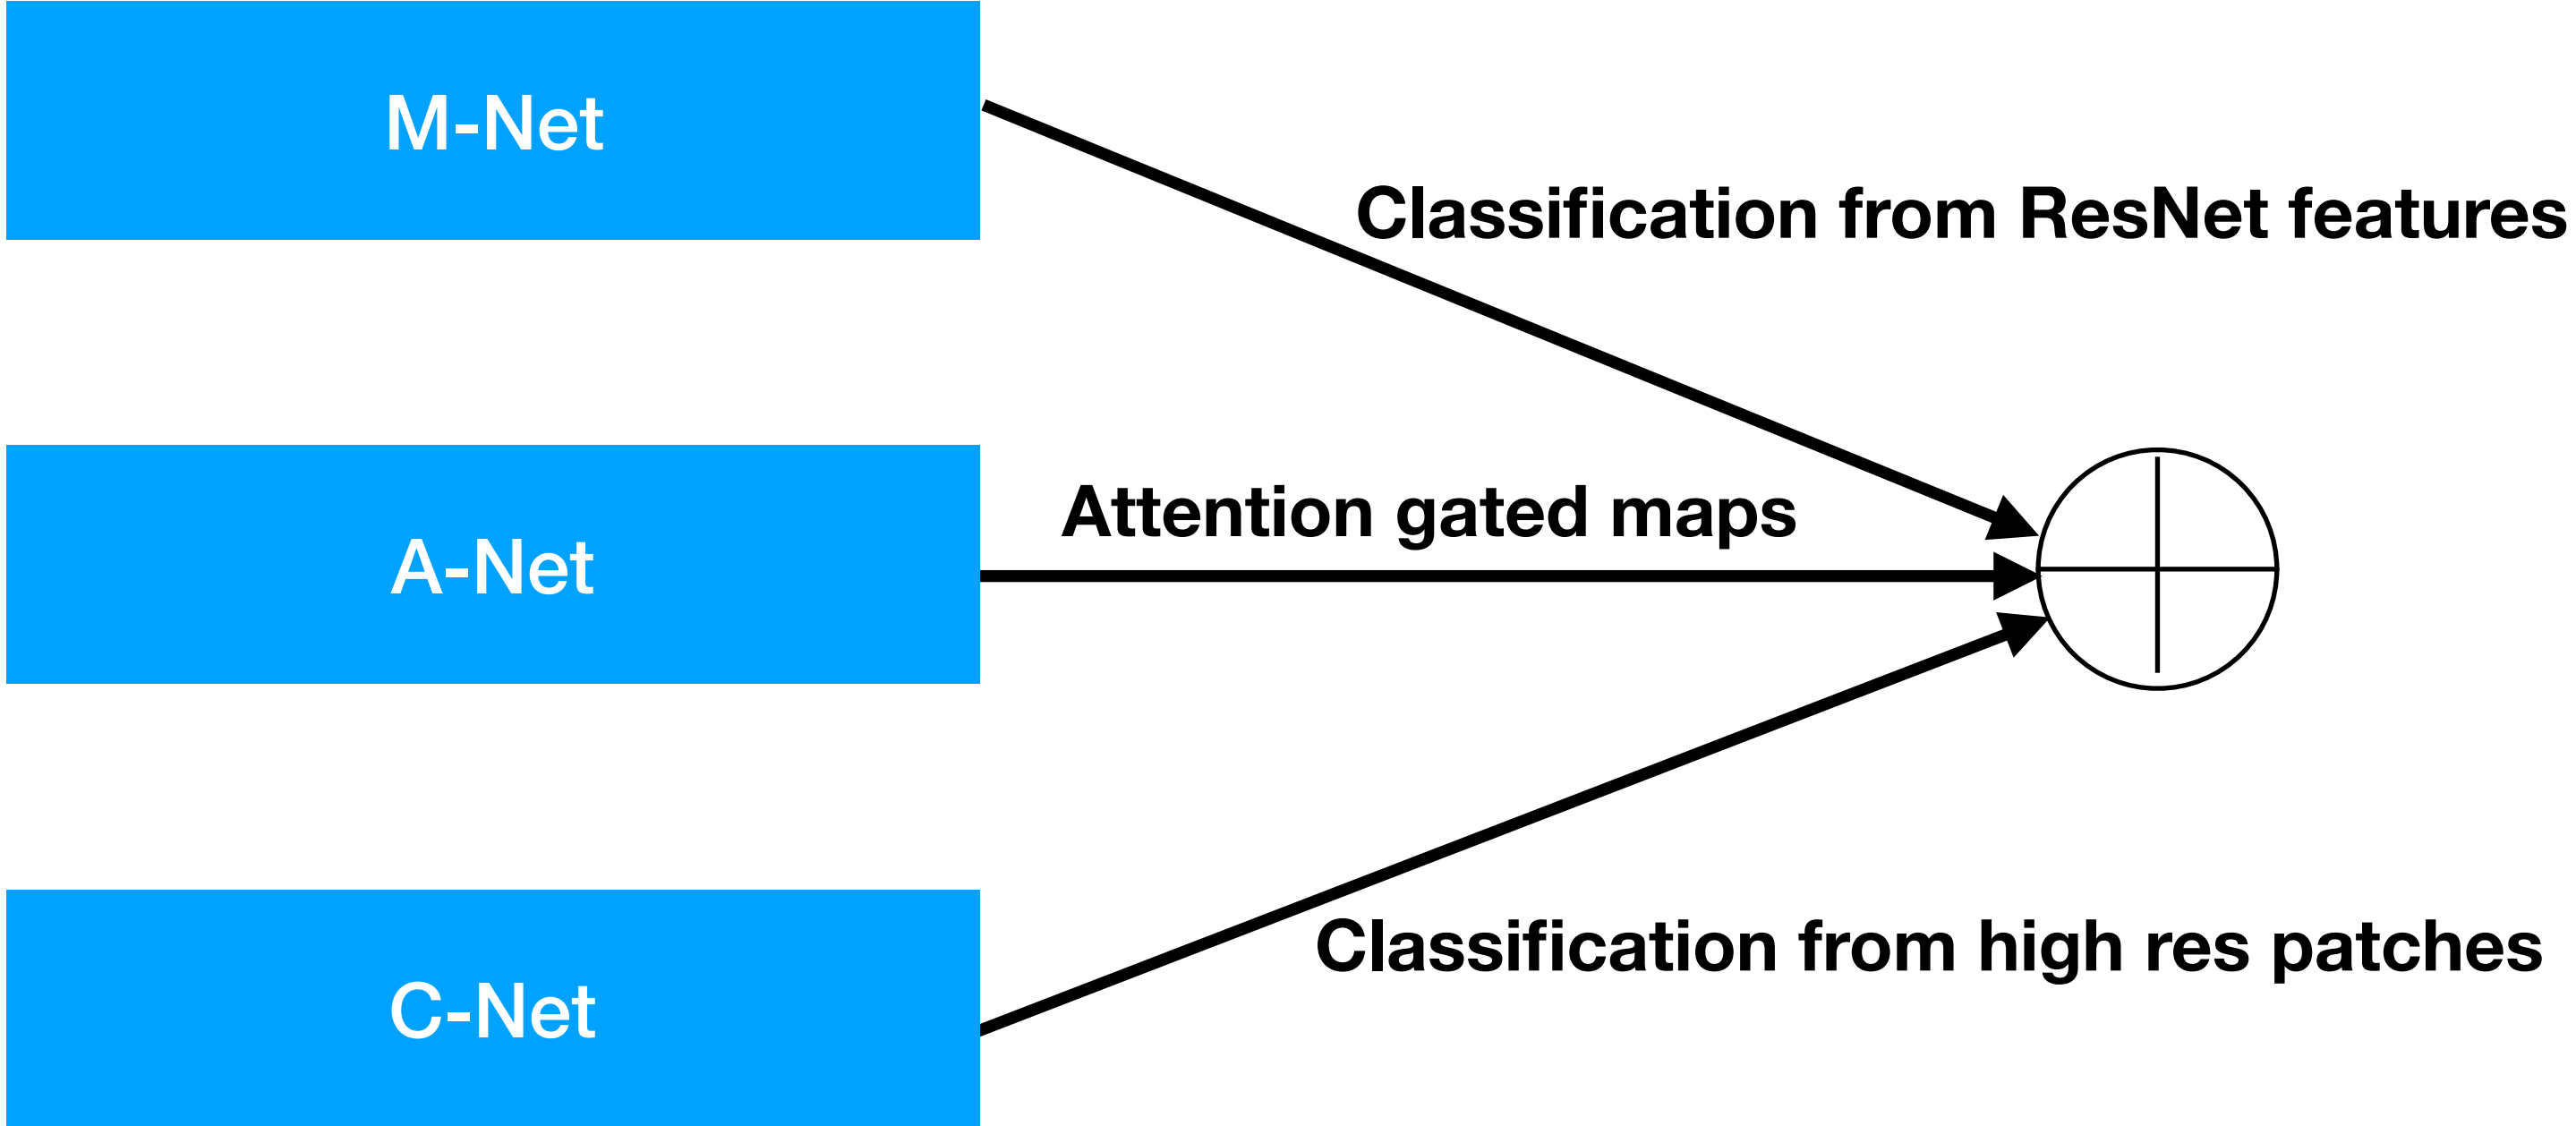 M-Net
Classification from ResNet features
Attention gated maps
A-Net
Classification from high res patches
C-Net